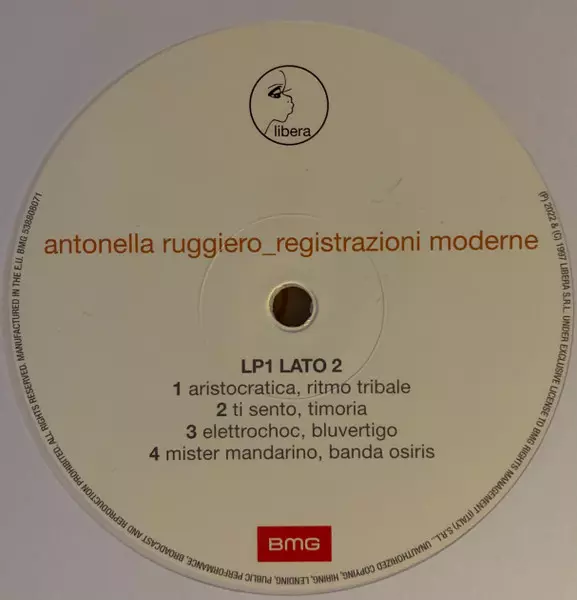 libera
antonella ruggiero_registrazioni moderne
LP1 LATO 2
1 aristocratica, ritmo tribale
2 ti sento, timoria
3 elettrochoc, bluvertigo
4 mister mandarino, banda osiris
BMG
(P) 2022 & (C) 1997 LIBERA S.R.L. UNDER EXCLUSIVE LICENSE TO BMG RIGHTS MANAGEMENT (ITALY) S.R.L. UNAUTHORIZED COPYING, HIRING, LENDING, PUBLIC PERFORMANCE, BROADCAST AND REPRODUCTION PROHIBITED. ALL RIGHTS RESERVED. MANUFACTURED IN THE E.U. BMG 538808071